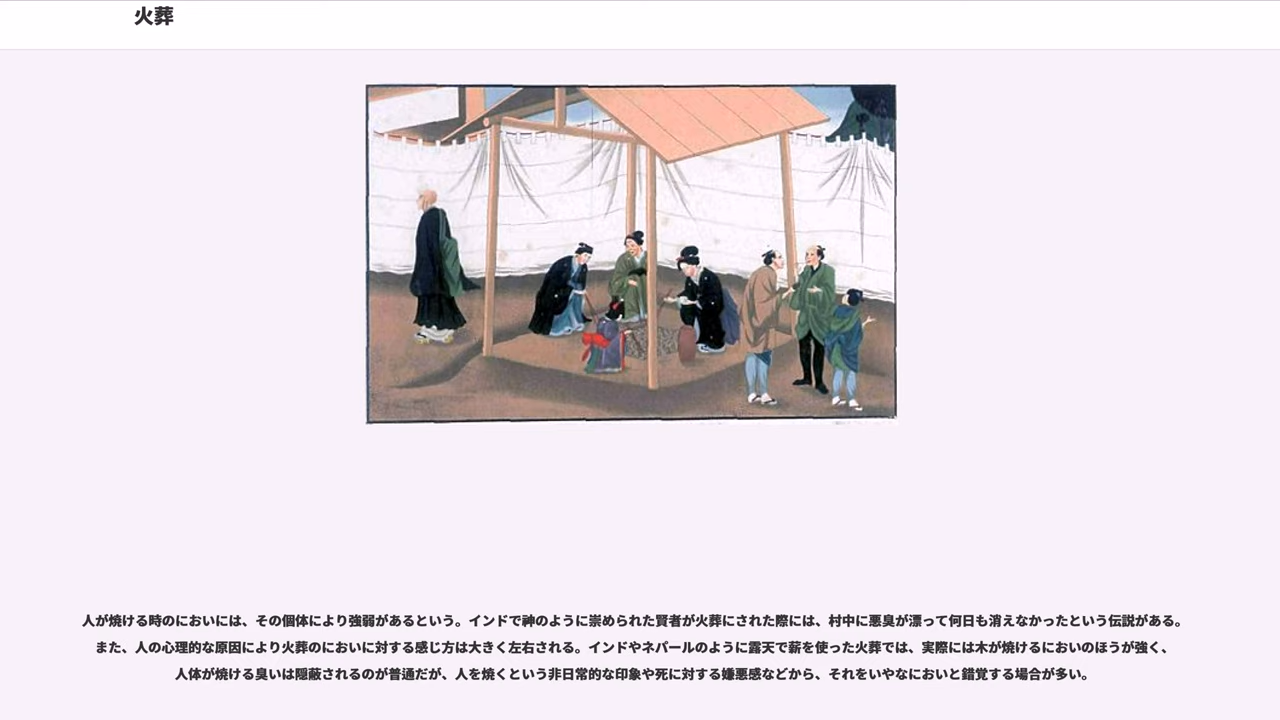 火葬
人が焼ける時のにおいには、その個体により強弱があるという。インドで神のように崇められた賢者が火葬にされた際には、村中に悪臭が漂って何日も消えなかったという伝説がある。
また、人の心理的な原因により火葬のにおいに対する感じ方は大きく左右される。インドやネパールのように露天で薪を使った火葬では、実際には木が焼けるにおいのほうが強く、
人体が焼ける臭いは隠蔽されるのが普通だが、人を焼くという非日常的な印象や死に対する嫌悪感などから、それをいやなにおいと錯覚する場合が多い。